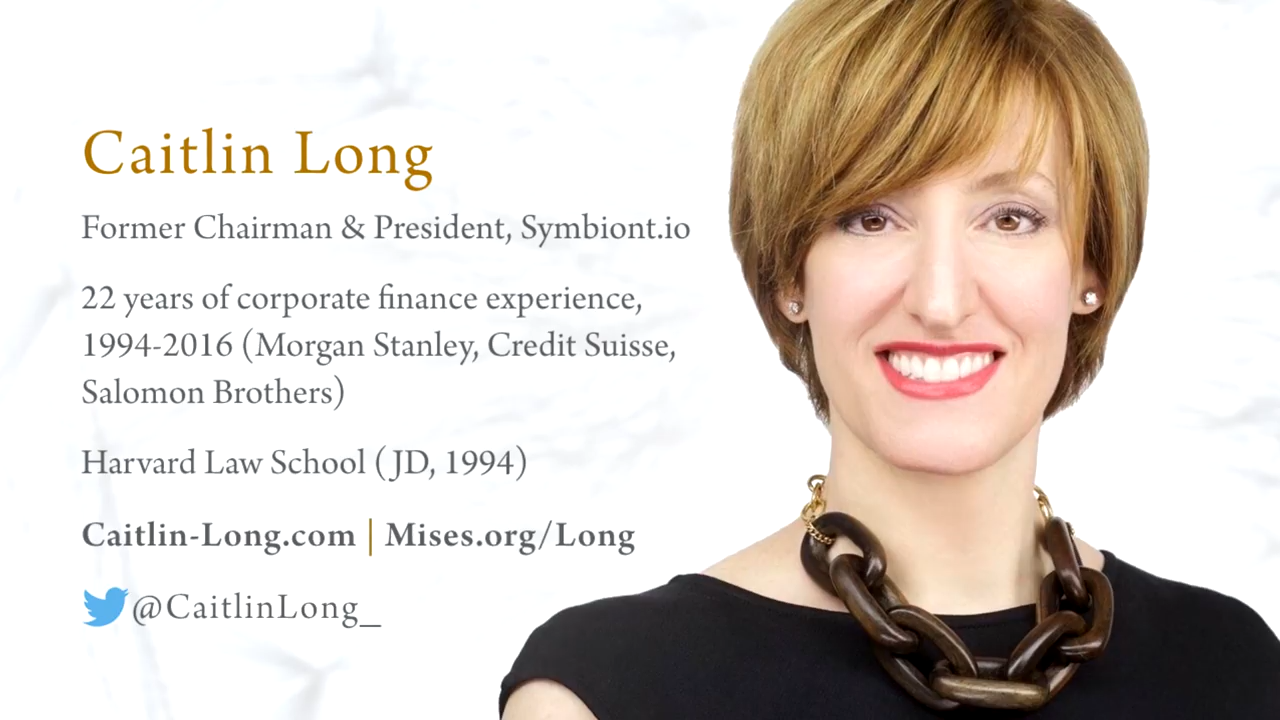 Caitlin Long
Former Chairman & President, Symbiont.io
22 years of corporate finance experience,
1994-2016 (Morgan Stanley, Credit Suisse,
Salomon Brothers)
Harvard Law School (JD, 1994)
Caitlin-Long.com | Mises.org/Long
@CaitlinLong_